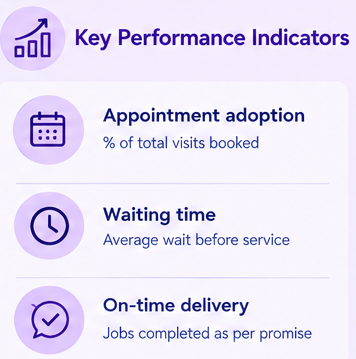 Key Performance Indicators
Appointment adoption
% of total visits booked
Waiting time
Average wait before service
On-time delivery
Jobs completed as per promise